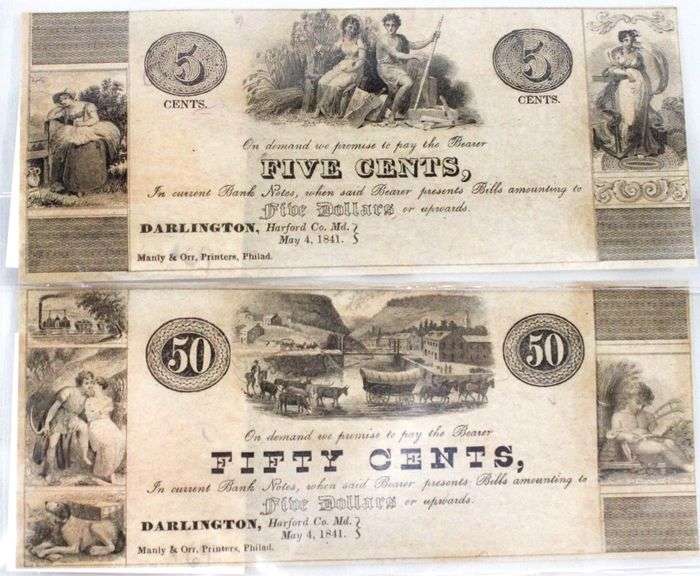 5 5
CENTS. CENTS.
On demand we promise to pay the Bearer
FIVE CENTS,
In current Bank Notes, when said Bearer presents Bills amounting to
Five Dollars or upwards.
DARLINGTON, Harford Co. Md. }
May 4, 1841. }
Manly & Orr, Printers, Philad.
50 50
On demand we promise to pay the Bearer
FIFTY CENTS,
In current Bank Notes, when said Bearer presents Bills amounting to
Five Dollars or upwards.
DARLINGTON, Harford Co. Md. }
May 4, 1841. }
Manly & Orr, Printers, Philad.